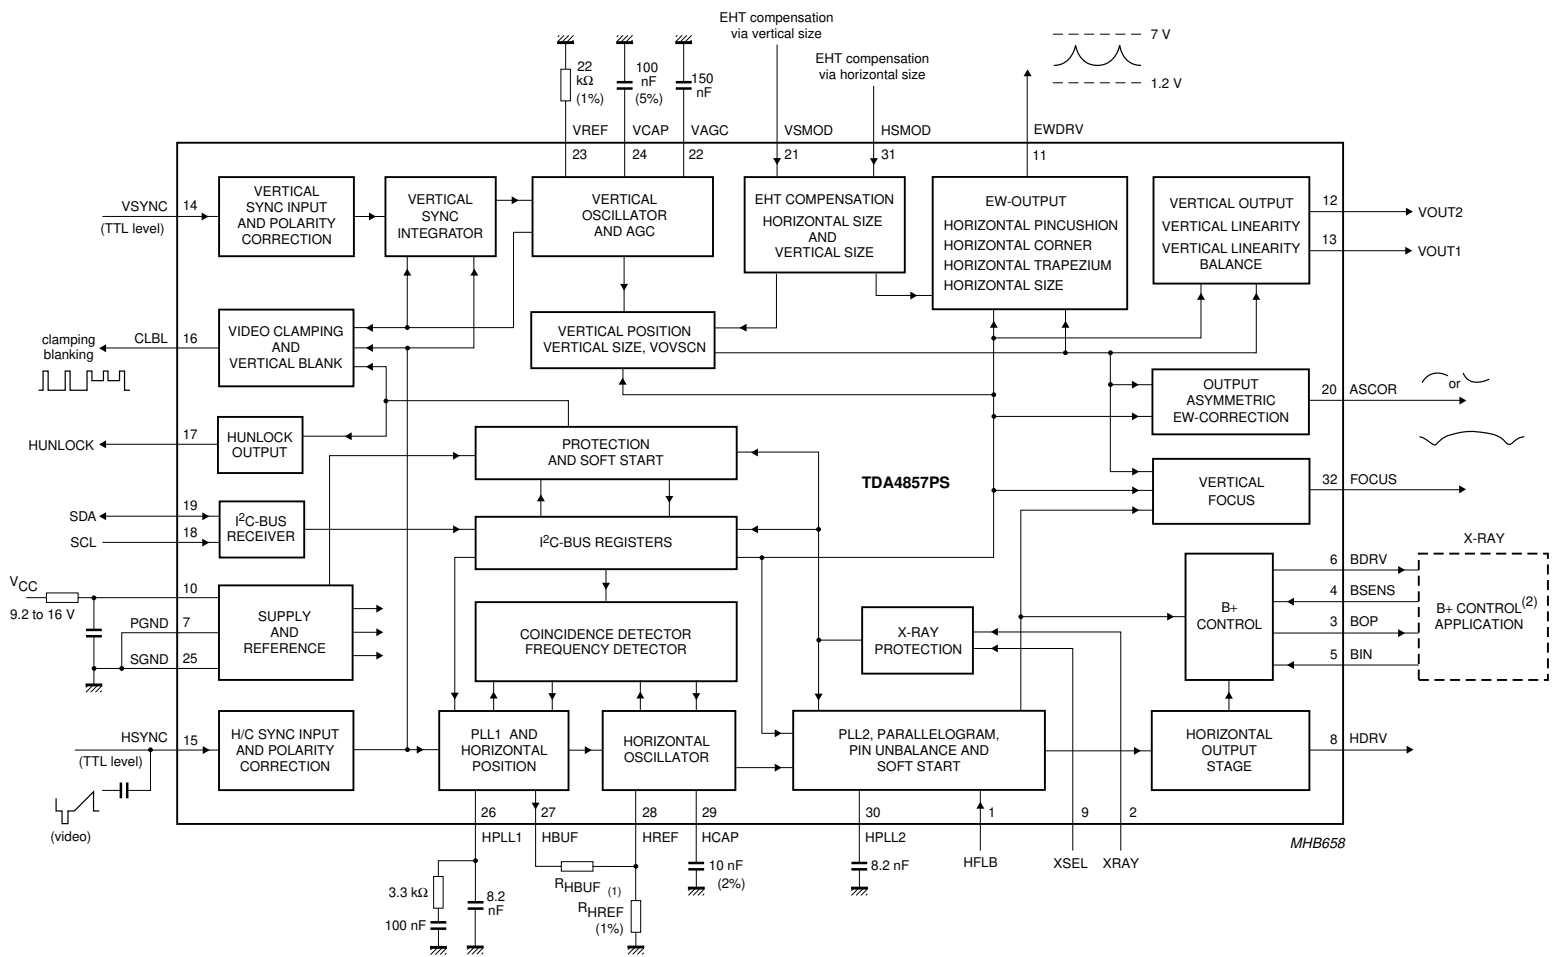 EHT compensation
via vertical size
EHT compensation
via horizontal size
7 V
1.2 V
22
kΩ
(1%)
100
nF
(5%)
150
nF
VREF
VCAP
VAGC
VSMOD
HSMOD
EWDRV
23
24
22
21
31
11
VSYNC
(TTL level)
14
VERTICAL
SYNC INPUT
AND POLARITY
CORRECTION
VERTICAL
SYNC
INTEGRATOR
VERTICAL
OSCILLATOR
AND AGC
EHT COMPENSATION
HORIZONTAL SIZE
AND
VERTICAL SIZE
EW-OUTPUT
HORIZONTAL PINCUSHION
HORIZONTAL CORNER
HORIZONTAL TRAPEZIUM
HORIZONTAL SIZE
VERTICAL OUTPUT
VERTICAL LINEARITY
VERTICAL LINEARITY
BALANCE
12
VOUT2
13
VOUT1
clamping
blanking
CLBL
16
VIDEO CLAMPING
AND
VERTICAL BLANK
VERTICAL POSITION
VERTICAL SIZE, VOVSCN
OUTPUT
ASYMMETRIC
EW-CORRECTION
20
ASCOR
or
HUNLOCK
17
HUNLOCK
OUTPUT
PROTECTION
AND SOFT START
TDA4857PS
VERTICAL
FOCUS
32
FOCUS
SDA
19
SCL
18
I2C-BUS
RECEIVER
I2C-BUS REGISTERS
X-RAY
VCC
9.2 to 16 V
10
PGND
7
SGND
25
SUPPLY
AND
REFERENCE
COINCIDENCE DETECTOR
FREQUENCY DETECTOR
X-RAY
PROTECTION
B+
CONTROL
6
BDRV
4
BSENS
3
BOP
5
BIN
B+ CONTROL(2)
APPLICATION
HSYNC
(TTL level)
15
(video)
H/C SYNC INPUT
AND POLARITY
CORRECTION
PLL1 AND
HORIZONTAL
POSITION
HORIZONTAL
OSCILLATOR
PLL2, PARALLELOGRAM,
PIN UNBALANCE AND
SOFT START
HORIZONTAL
OUTPUT
STAGE
8
HDRV
26
27
28
29
30
1
9
2
HPLL1
HBUF
HREF
HCAP
HPLL2
HFLB
XSEL
XRAY
MHB658
3.3 kΩ
100 nF
8.2
nF
RHBUF (1)
RHREF
(1%)
10 nF
(2%)
8.2 nF